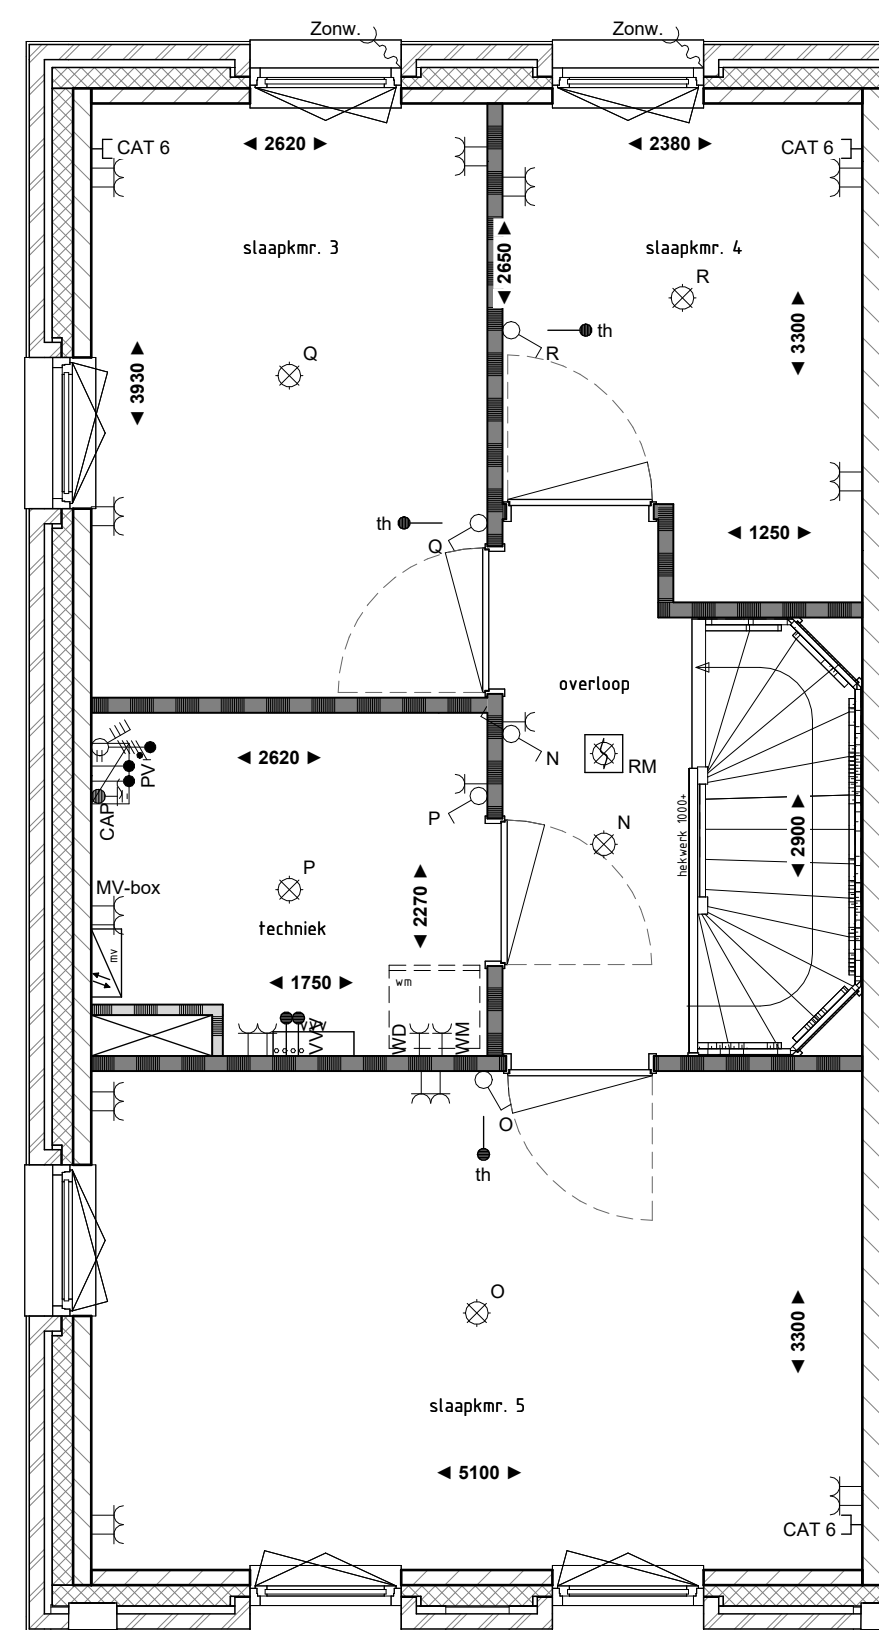 Zonw. Zonw.
CAT 6 ◄ 2620 ► ◄ 2380 ► CAT 6
slaapkmr. 3 ◄ 2650 ► slaapkmr. 4
R
th
◄ 3300 ►
Q R
◄ 3930 ►
th
Q
◄ 1250 ►
overloop
◄ 2620 ► N RM
PV
CAP
P N
hekwerk 1000+
◄ 2900 ►
MV-box P ◄ 2270 ►
techniek
mv
◄ 1750 ► wm
VVV
VVV WD WM
O
th
O
◄ 3300 ►
slaapkmr. 5
◄ 5100 ►
CAT 6